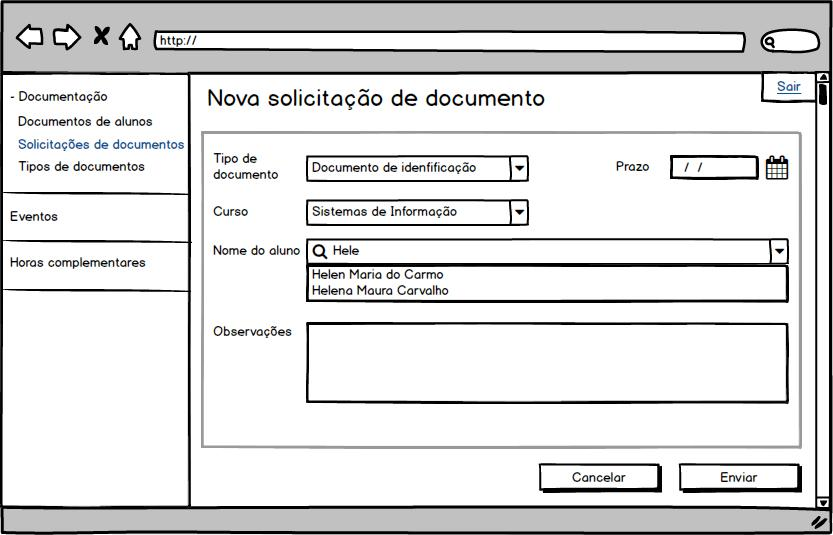 http://
Sair
- Documentação
Documentos de alunos
Solicitações de documentos
Tipos de documentos
Eventos
Horas complementares
Nova solicitação de documento
Tipo de
documento
Documento de idenfificação
Prazo
/ /
Curso
Sistemas de Informação
Nome do aluno
Hele
Helen Maria do Carmo
Helena Maura Carvalho
Observações
Cancelar
Enviar